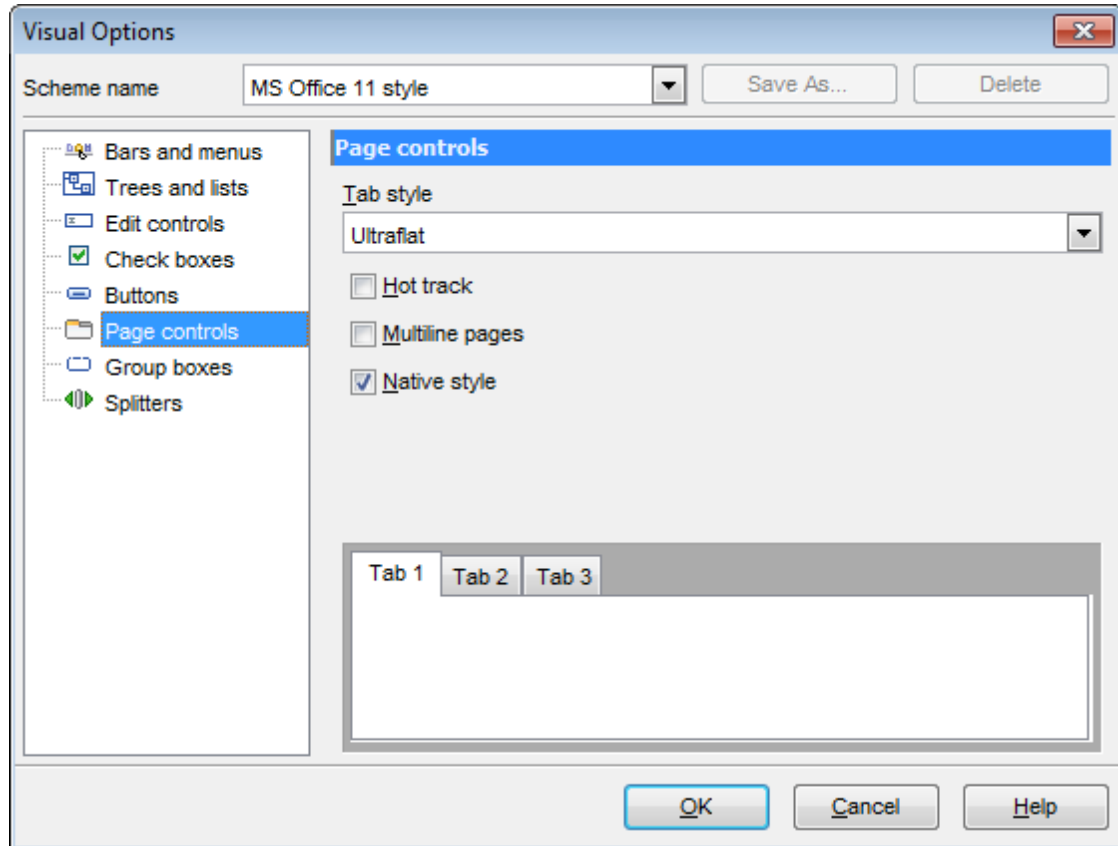 Visual Options
Scheme name
MS Office 11 style
Save As...
Delete
Bars and menus
Trees and lists
Edit controls
Check boxes
Buttons
Page controls
Group boxes
Splitters
Page controls
Tab style
Ultraflat
Hot track
Multiline pages
Native style
Tab 1
Tab 2
Tab 3
OK
Cancel
Help